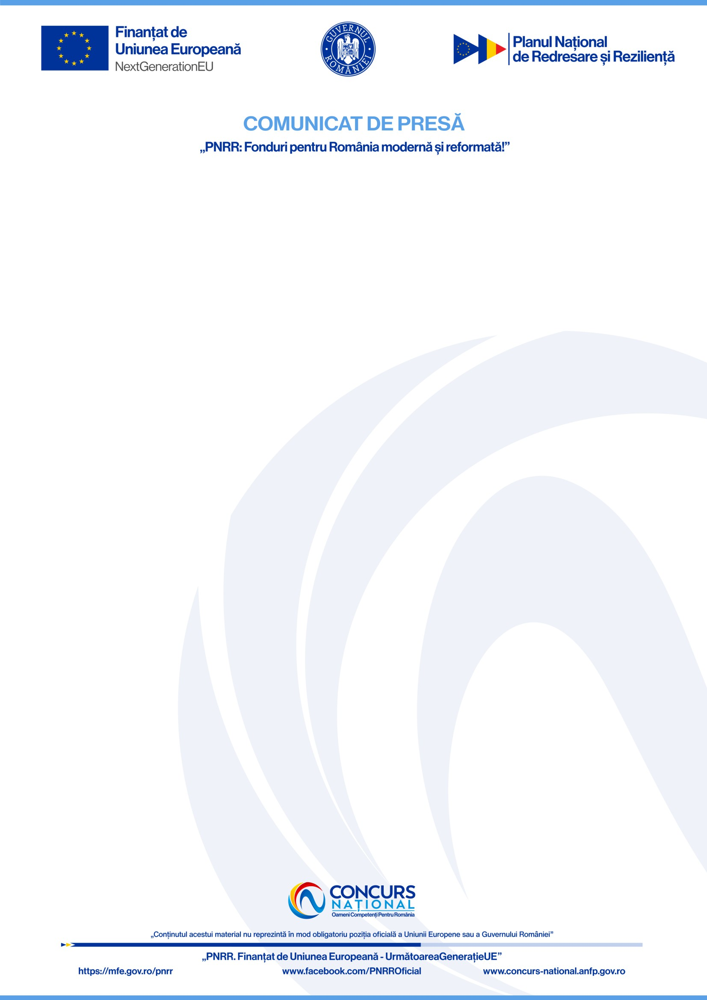 Finanțat de
Uniunea Europeană
NextGenerationEU
GUVERNUL ROMÂNIEI
Planul Național
de Redresare și Reziliență
COMUNICAT DE PRESĂ
„PNRR: Fonduri pentru România modernă și reformată!”
CONCURS
NAȚIONAL
Oameni Competenți Pentru România
„Conținutul acestui material nu reprezintă în mod obligatoriu poziția oficială a Uniunii Europene sau a Guvernului României”
„PNRR. Finanțat de Uniunea Europeană - UrmătoareaGenerațieUE”
https://mfe.gov.ro/pnrr www.facebook.com/PNRROficial www.concurs-national.anfp.gov.ro